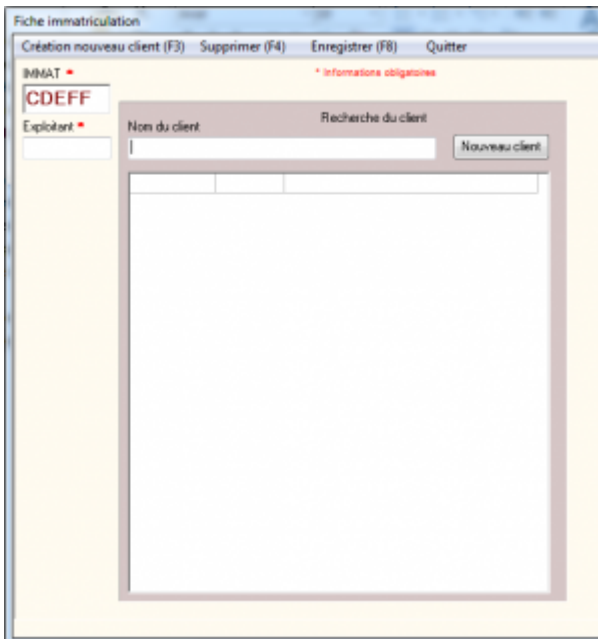 Fiche immatriculation
Création nouveau client (F3) Supprimer (F4) Enregistrer (F8) Quitter
IMMAT * * Informations obligatoires
CDEFF
Recherche du client
Exploitant * Nom du client
Nouveau client